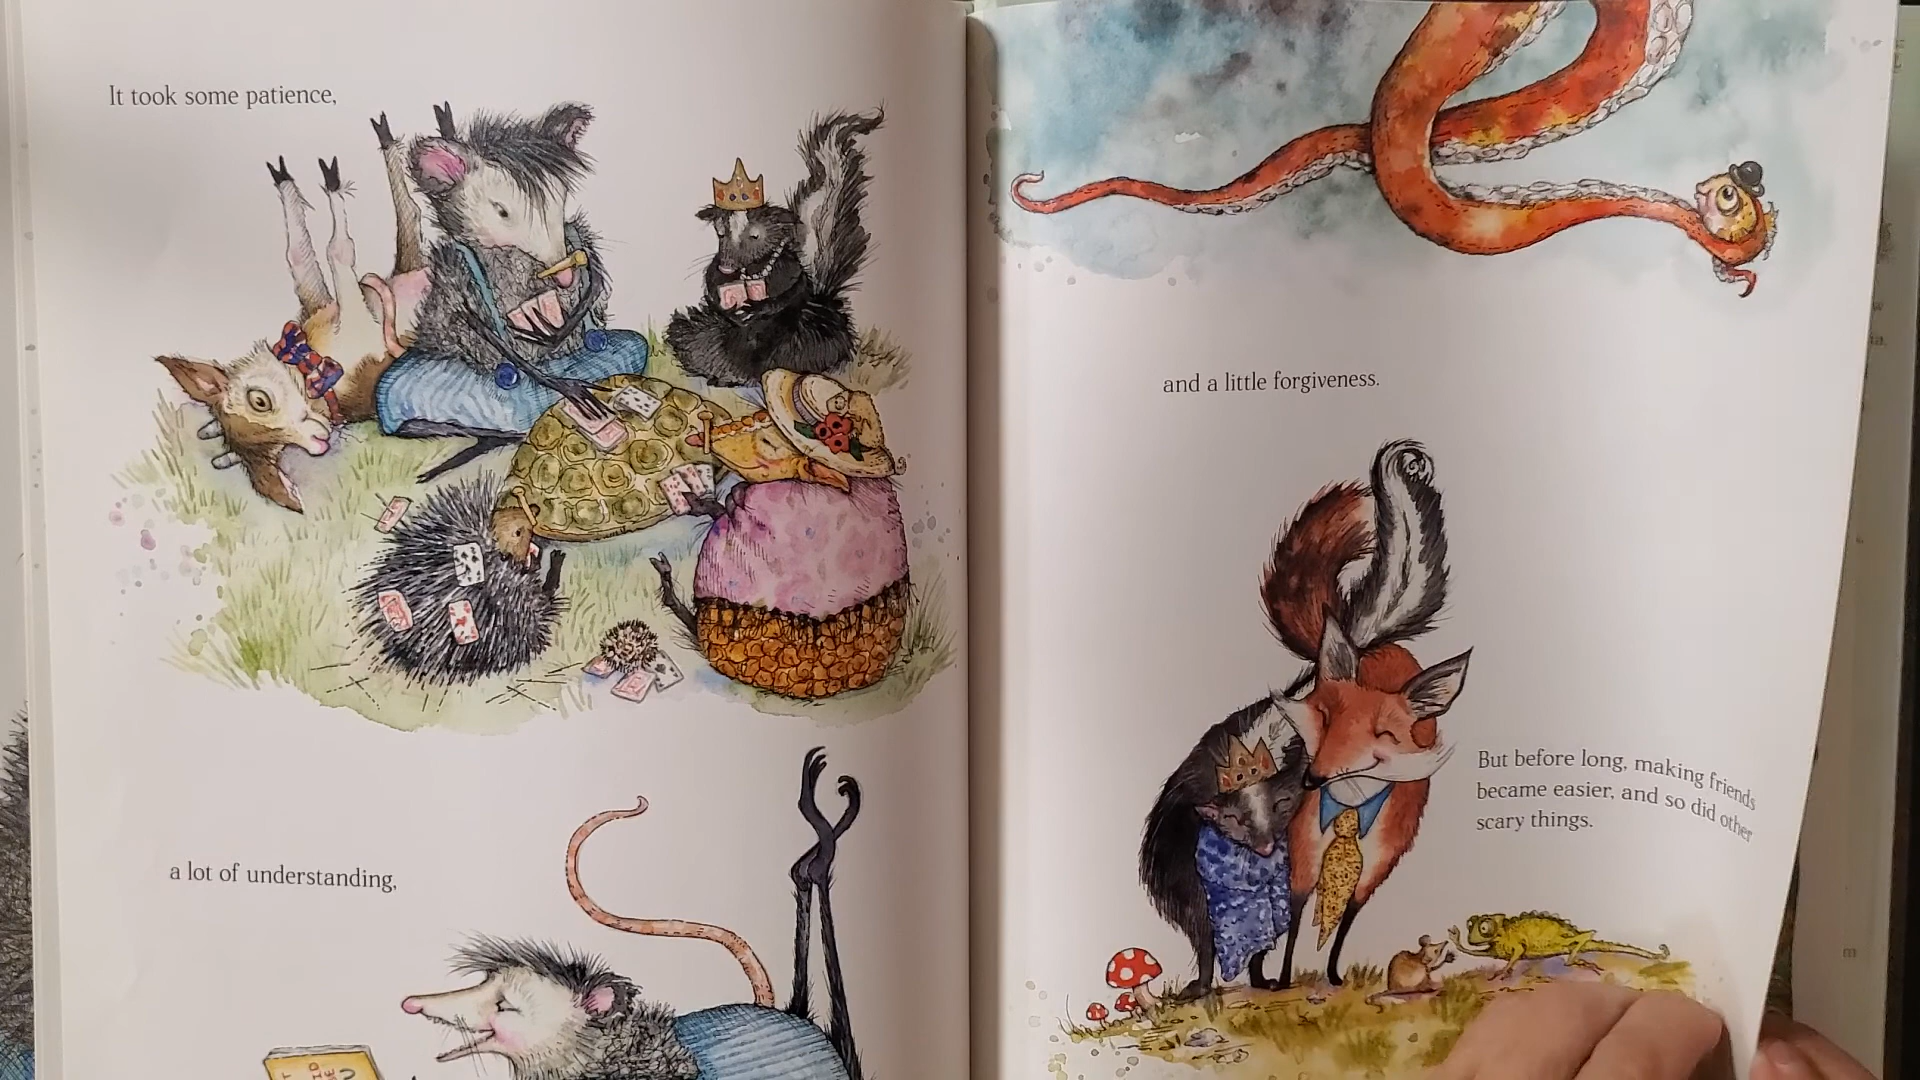 It took some patience,
a lot of understanding,
and a little forgiveness.
But before long, making friends
became easier, and so did other
scary things.